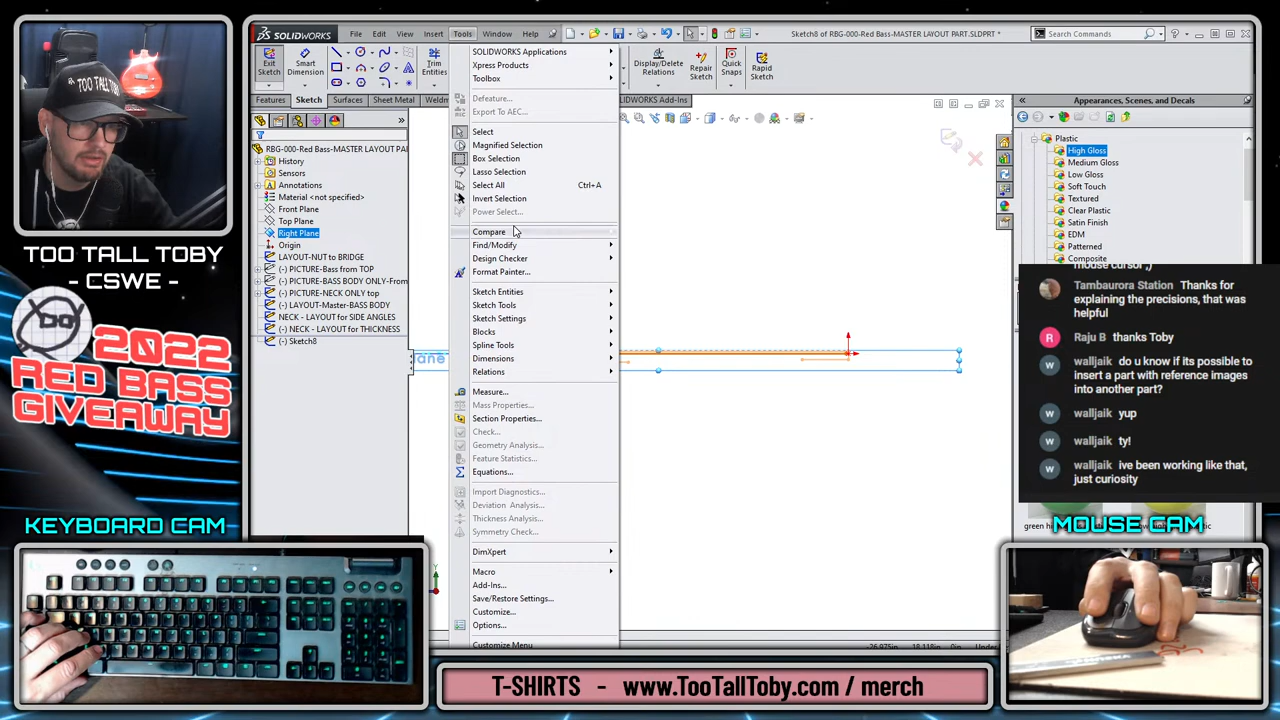 TOO TALL TOBY
- CSWE -
2022
RED BASS
GIVEAWAY
KEYBOARD CAM
SOLIDWORKS
File
Edit
View
Insert
Tools
Window
Help
Sketch8 of RBG-000-Red Bass-MASTER LAYOUT PART.SLDPRT *
Search Commands
Exit
Sketch
Smart
Dimension
Trim
Entities
Display/Delete
Relations
Repair
Sketch
Quick
Snaps
Rapid
Sketch
Features
Sketch
Surfaces
Sheet Metal
Weldm
LIDWORKS Add-Ins
RBG-000-Red Bass-MASTER LAYOUT PA
History
Sensors
Annotations
Material <not specified>
Front Plane
Top Plane
Right Plane
Origin
LAYOUT-NUT to BRIDGE
(-) PICTURE-Bass from TOP
(-) PICTURE-BASS BODY ONLY-From
(-) PICTURE-NECK ONLY top
(-) LAYOUT-Master-BASS BODY
NECK - LAYOUT for SIDE ANGLES
(-) NECK - LAYOUT for THICKNESS
(-) Sketch8
SOLIDWORKS Applications
Xpress Products
Toolbox
Defeature...
Export To AEC...
Select
Magnified Selection
Box Selection
Lasso Selection
Select All Ctrl+A
Invert Selection
Power Select...
Compare
Find/Modify
Design Checker
Format Painter...
Sketch Entities
Sketch Tools
Sketch Settings
Blocks
Spline Tools
Dimensions
Relations
Measure...
Mass Properties...
Section Properties...
Check...
Geometry Analysis...
Feature Statistics...
Equations...
Import Diagnostics...
Deviation Analysis...
Thickness Analysis...
Symmetry Check...
DimXpert
Macro
Add-Ins...
Save/Restore Settings...
Customize...
Options...
Customize Menu
Appearances, Scenes, and Decals
Plastic
High Gloss
Medium Gloss
Low Gloss
Soft Touch
Textured
Clear Plastic
Satin Finish
EDM
Patterned
Composite
mouse cursor ;)
Tambaurora Station Thanks for
explaining the precisions, that was
helpful
Raju B thanks Toby
walljaik do u know if its possible to
insert a part with reference images
into another part?
walljaik yup
walljaik ty!
walljaik ive been working like that,
just curiosity
MOUSE CAM
T-SHIRTS - www.TooTallToby.com / merch